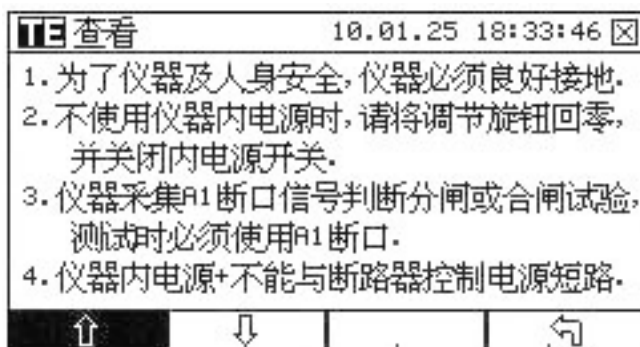 TE 查看 10.01.25 18:33:46
1.为了仪器及人身安全,仪器必须良好接地.
2.不使用仪器内电源时,请将调节旋钮回零,
并关闭内电源开关.
3.仪器采集A1断口信号判断分闸或合闸试验,
测试时必须使用A1断口.
4.仪器内电源+不能与断路器控制电源短路.